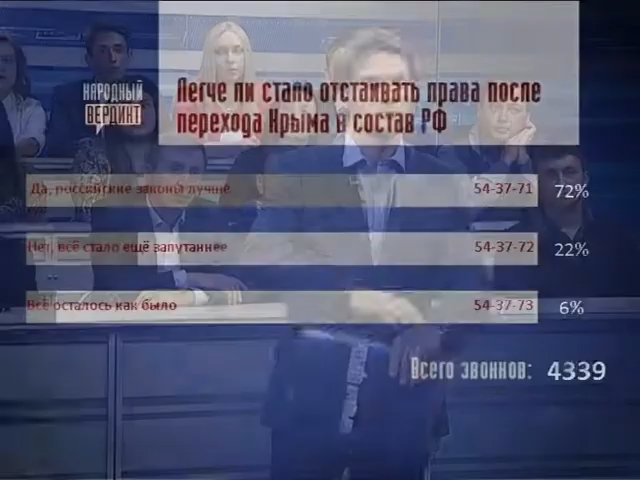 НАРОДНЫЙ
ВЕРДИКТ
Легче ли стало отстаивать права после
перехода Крыма в состав РФ
Да, российские законы лучше 54-37-71 72%
Нет, всё стало ещё запутаннее 54-37-72 22%
Всё осталось как было 54-37-73 6%
Всего звоннов: 4339